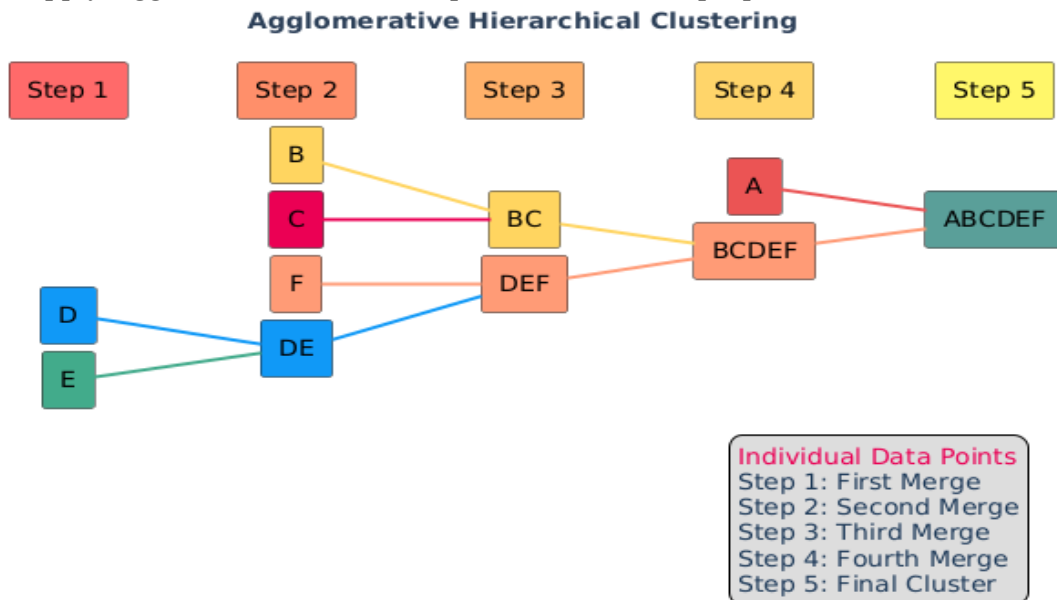 Agglomerative Hierarchical Clustering
Step 1
Step 2
Step 3
Step 4
Step 5
B
A
C
BC
ABCDEF
BCDEF
F
DEF
D
DE
E
Individual Data Points
Step 1: First Merge
Step 2: Second Merge
Step 3: Third Merge
Step 4: Fourth Merge
Step 5: Final Cluster